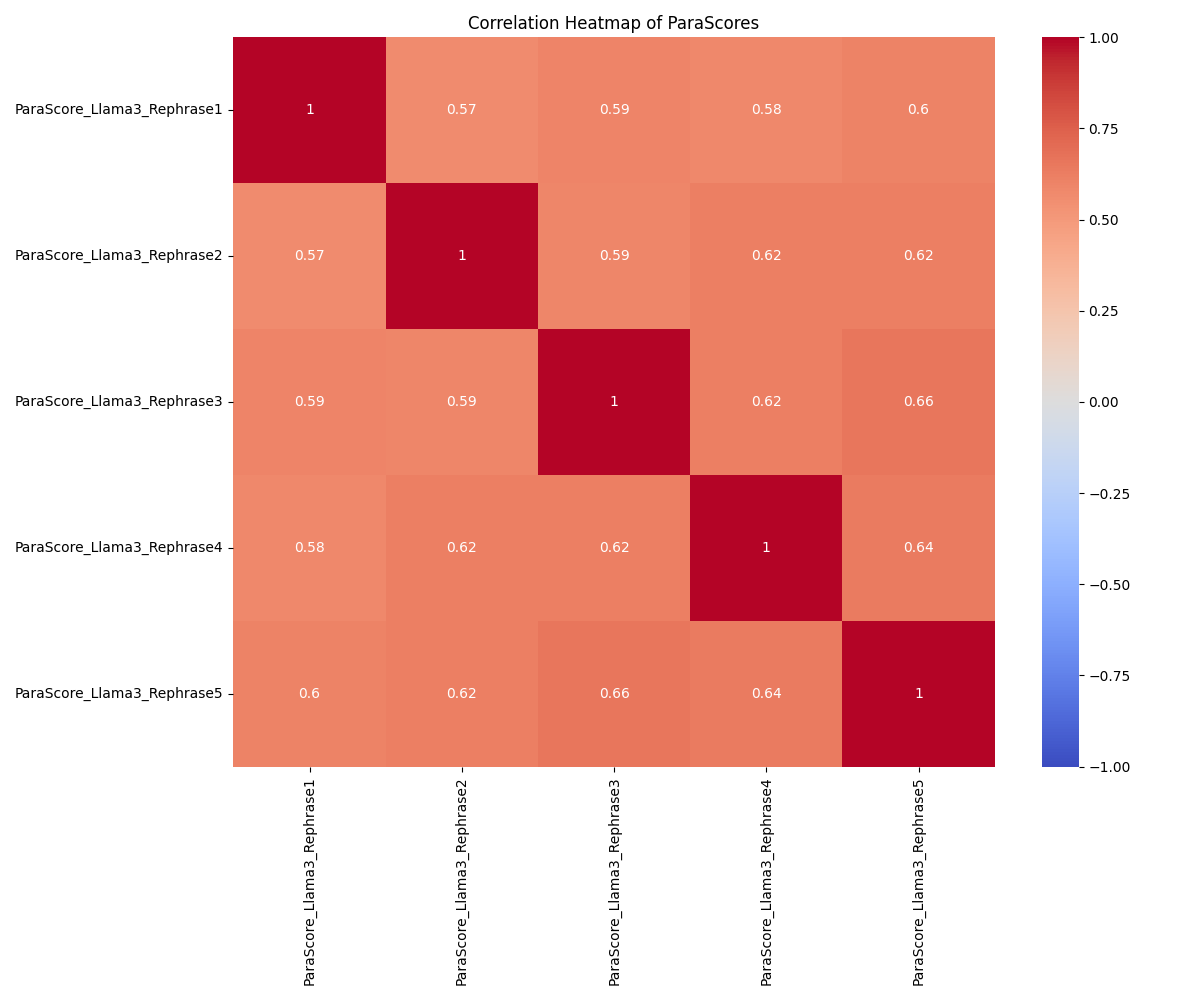 Correlation Heatmap of ParaScores
ParaScore_Llama3_Rephrase1 1 0.57 0.59 0.58 0.6
ParaScore_Llama3_Rephrase2 0.57 1 0.59 0.62 0.62
ParaScore_Llama3_Rephrase3 0.59 0.59 1 0.62 0.66
ParaScore_Llama3_Rephrase4 0.58 0.62 0.62 1 0.64
ParaScore_Llama3_Rephrase5 0.6 0.62 0.66 0.64 1
ParaScore_Llama3_Rephrase1
ParaScore_Llama3_Rephrase2
ParaScore_Llama3_Rephrase3
ParaScore_Llama3_Rephrase4
ParaScore_Llama3_Rephrase5
1.00
0.75
0.50
0.25
0.00
−0.25
−0.50
−0.75
−1.00